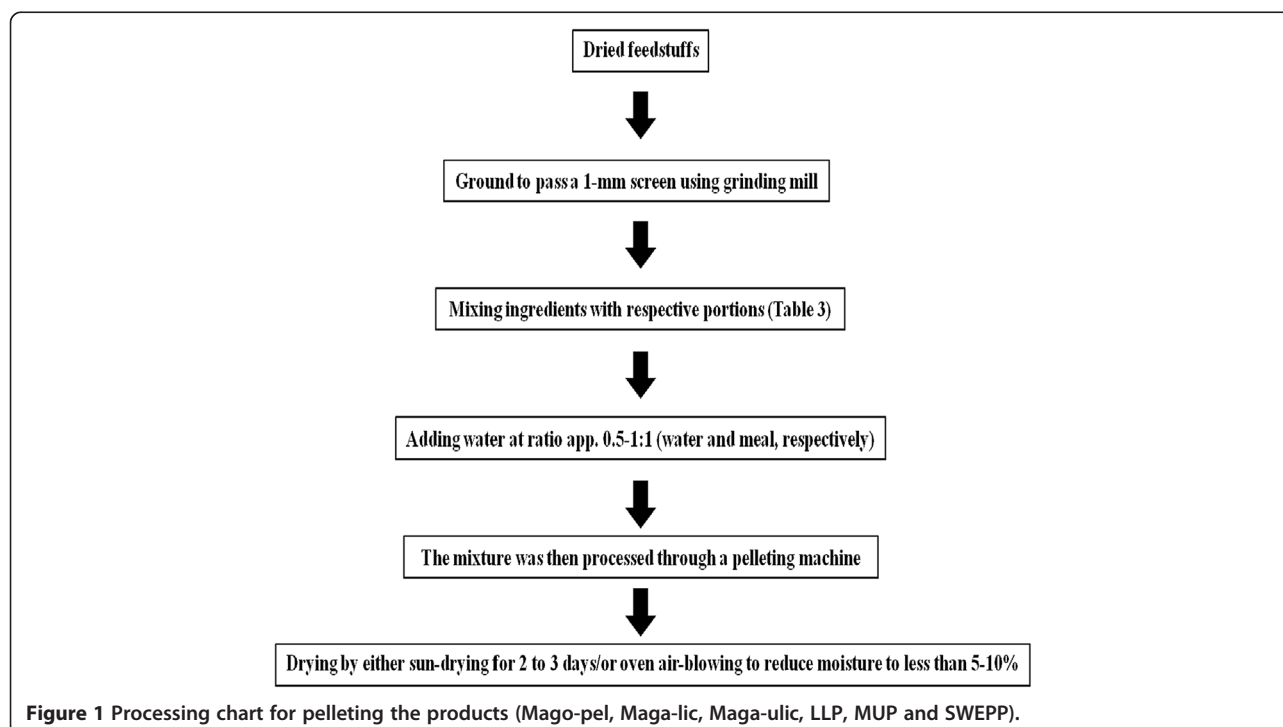 Dried feedstuffs
Ground to pass a 1-mm screen using grinding mill
Mixing ingredients with respective portions (Table 3)
Adding water at ratio app. 0.5-1:1 (water and meal, respectively)
The mixture was then processed through a pelleting machine
Drying by either sun-drying for 2 to 3 days/or oven air-blowing to reduce moisture to less than 5-10%
Figure 1 Processing chart for pelleting the products (Mago-pel, Maga-lic, Maga-ulic, LLP, MUP and SWEPP).